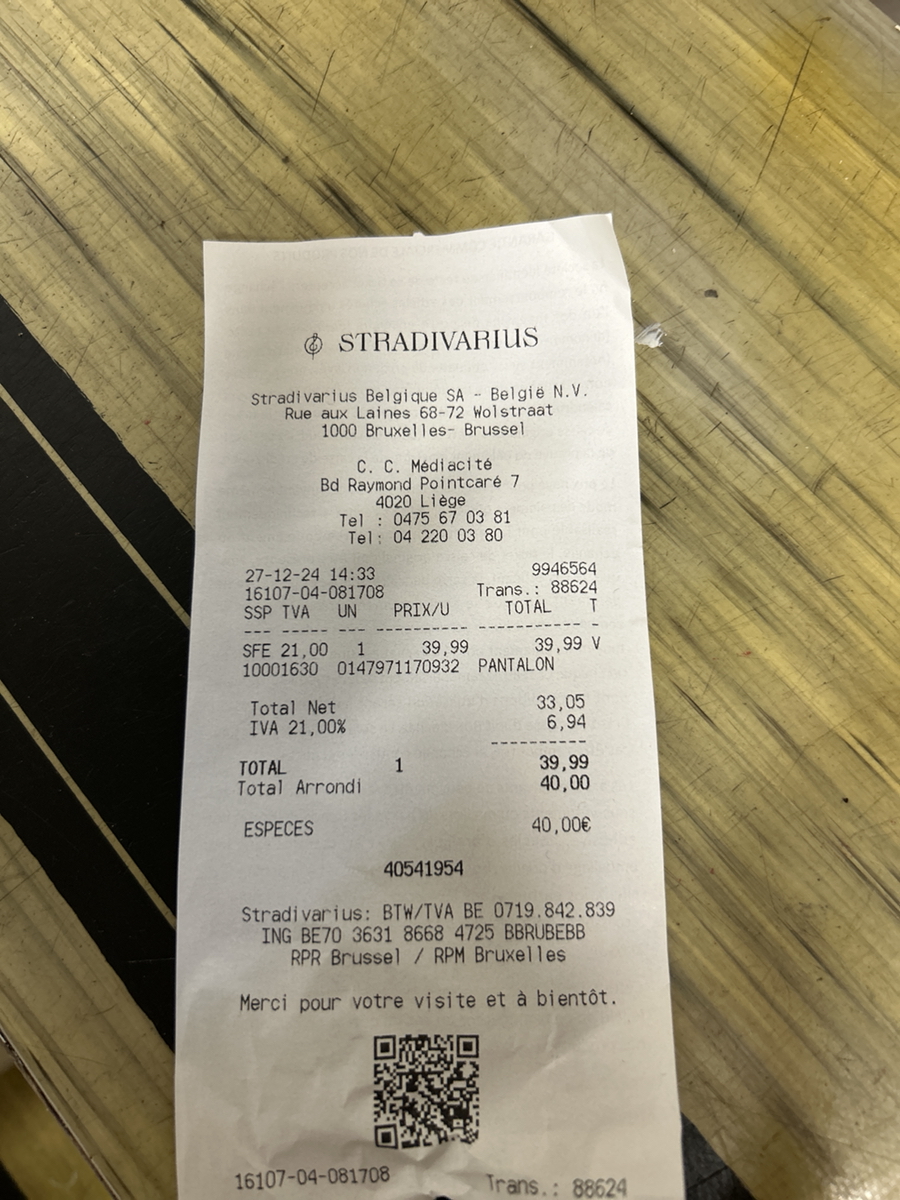 STRADIVARIUS
Stradivarius Belgique SA - België N.V.
Rue aux Laines 68-72 Wolstraat
1000 Bruxelles- Brussel
C. C. Médiacité
Bd Raymond Pointcaré 7
4020 Liège
Tel : 0475 67 03 81
Tel: 04 220 03 80
27-12-24 14:33 9946564
16107-04-081708 Trans.: 88624
SSP TVA UN PRIX/U TOTAL T
--- ----- --- ---------- ----------- -
SFE 21,00 1 39,99 39,99 V
10001630 0147971170932 PANTALON
Total Net 33,05
IVA 21,00% 6,94
----------
TOTAL 1 39,99
Total Arrondi 40,00
ESPECES 40,00€
40541954
Stradivarius: BTW/TVA BE 0719.842.839
ING BE70 3631 8668 4725 BBRUBEBB
RPR Brussel / RPM Bruxelles
Merci pour votre visite et à bientôt.
16107-04-081708 Trans.: 88624